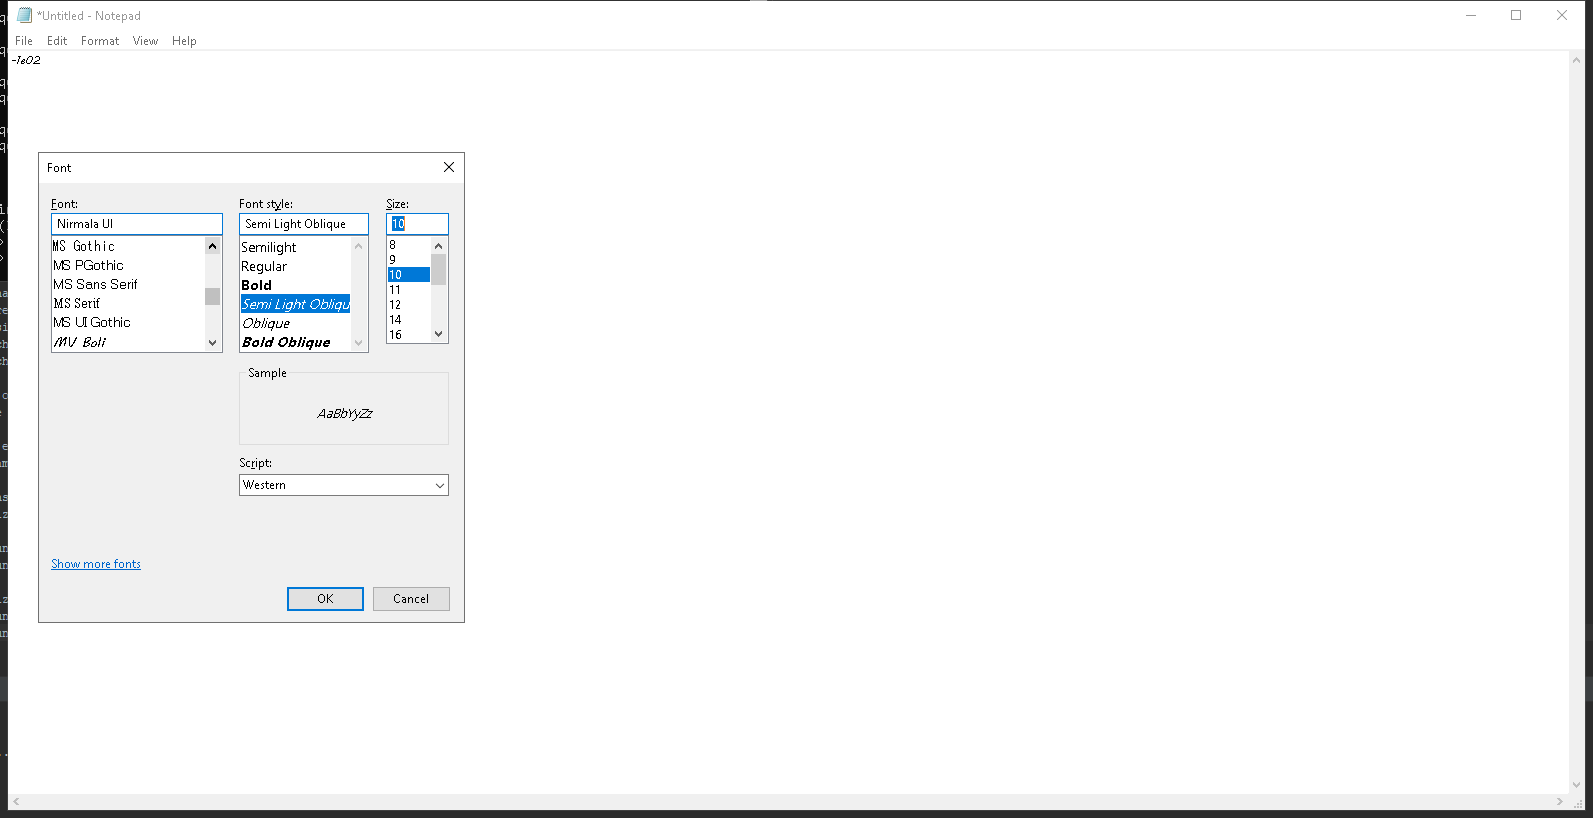 *Untitled - Notepad
File Edit Format View Help
-1e02
Font
Font: Font style: Size:
Nirmala UI
MS Gothic
MS PGothic
MS Sans Serif
MS Serif
MS UI Gothic
MV Boli
Semi Light Oblique
Semilight
Regular
Bold
Semi Light Obliqu
Oblique
Bold Oblique
10
8
9
10
11
12
14
16
Sample
AaBbYyZz
Script:
Western
Show more fonts
OK Cancel